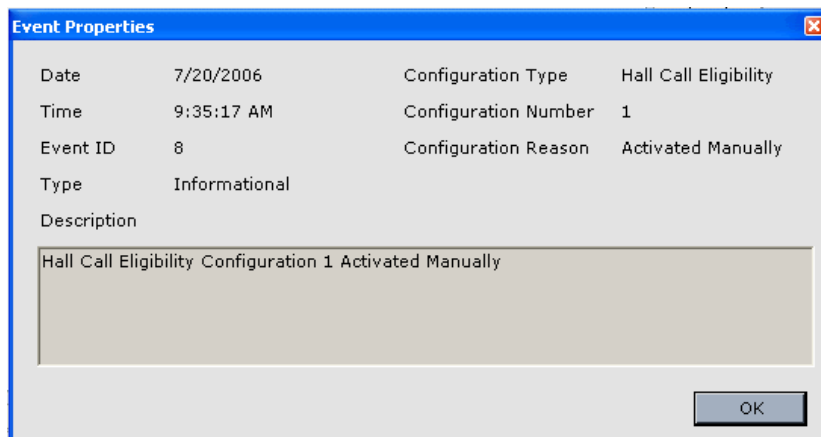 Event Properties
Date 7/20/2006 Configuration Type Hall Call Eligibility
Time 9:35:17 AM Configuration Number 1
Event ID 8 Configuration Reason Activated Manually
Type Informational
Description
Hall Call Eligibility Configuration 1 Activated Manually
OK